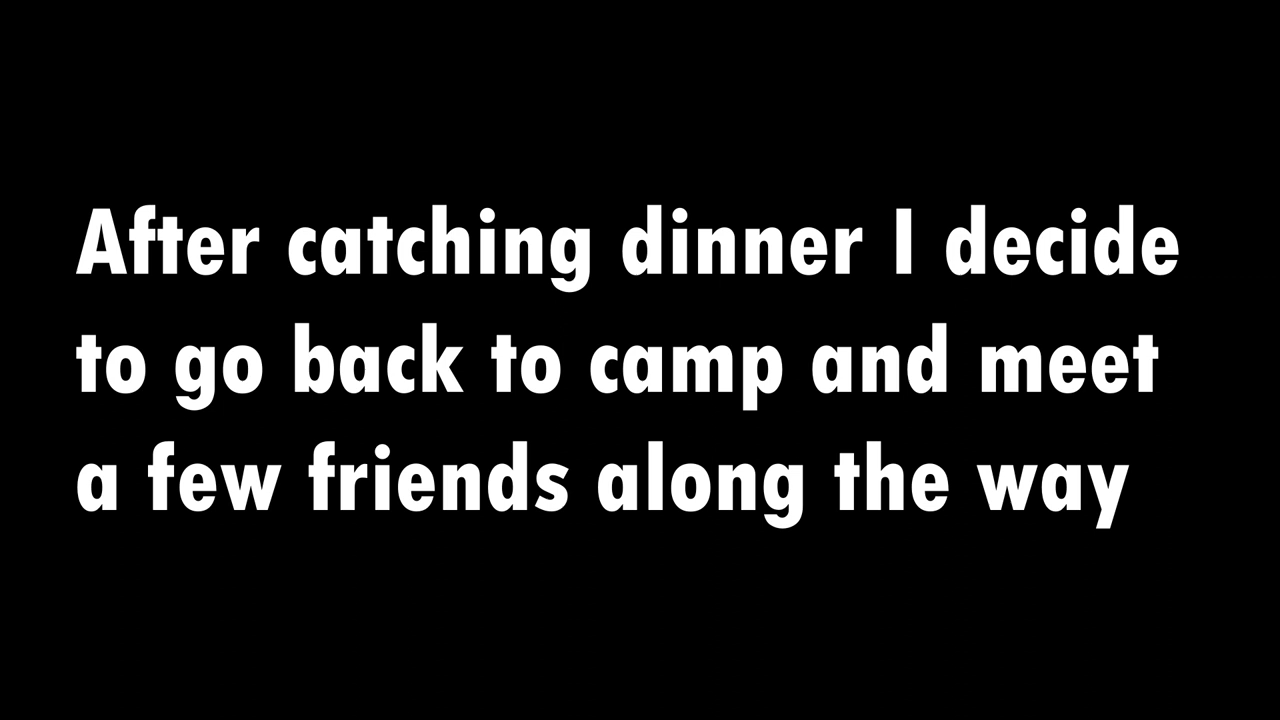 After catching dinner I decide
to go back to camp and meet
a few friends along the way